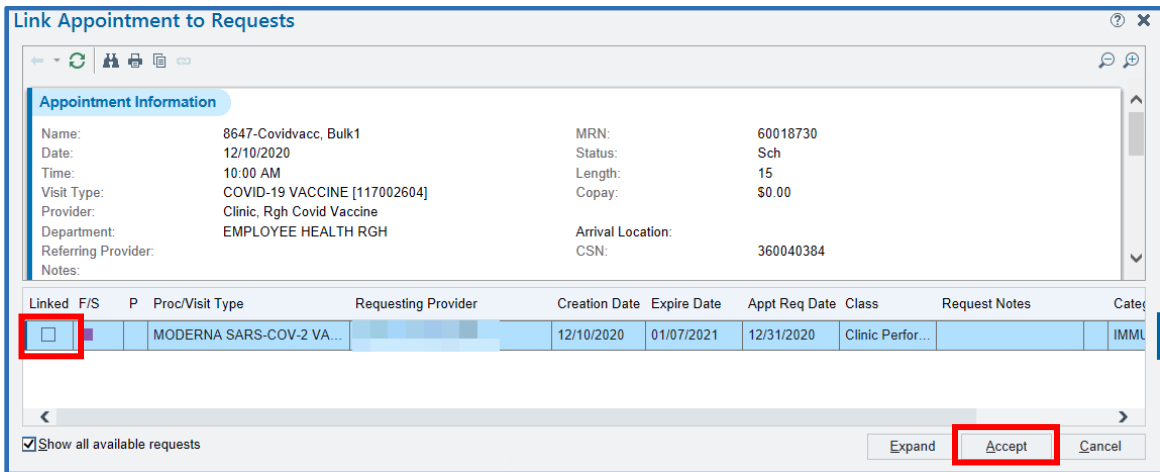 Link Appointment to Requests
Appointment Information
Name: 8647-Covidvacc, Bulk1 MRN: 60018730
Date: 12/10/2020 Status: Sch
Time: 10:00 AM Length: 15
Visit Type: COVID-19 VACCINE [117002604] Copay: $0.00
Provider: Clinic, Rgh Covid Vaccine
Department: EMPLOYEE HEALTH RGH Arrival Location:
Referring Provider: CSN: 360040384
Notes:
Linked F/S P Proc/Visit Type Requesting Provider Creation Date Expire Date Appt Req Date Class Request Notes Categ
MODERNA SARS-COV-2 VA... 12/10/2020 01/07/2021 12/31/2020 Clinic Perfor... IMMU
Show all available requests Expand Accept Cancel